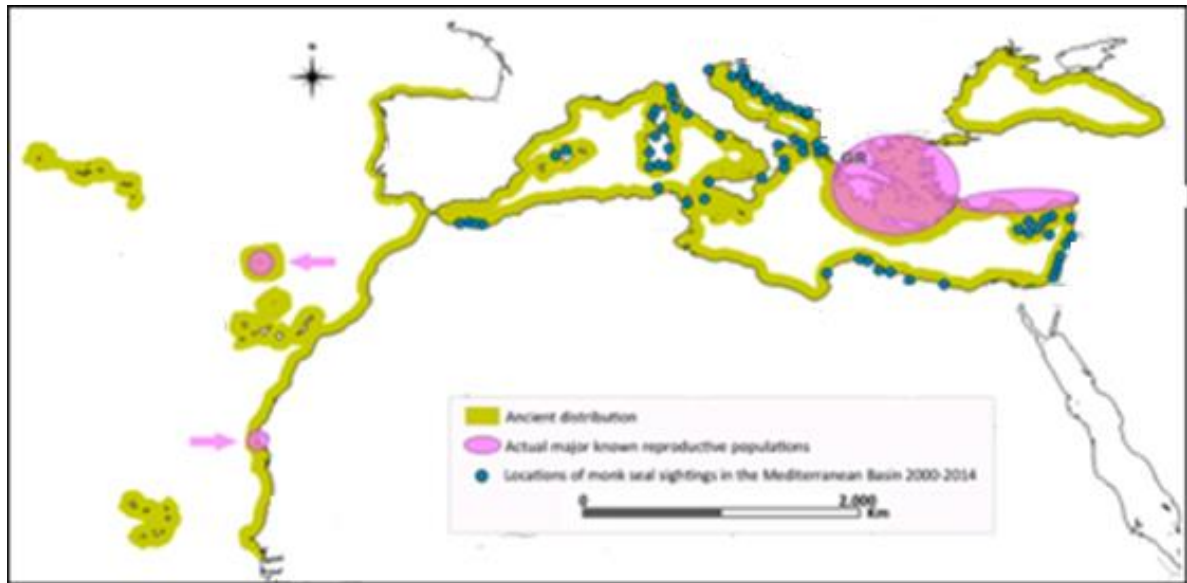 GR
Ancient distribution
Actual major known reproductive populations
Locations of monk seal sightings in the Mediterranean Basin 2000-2014
0 2.000
Km